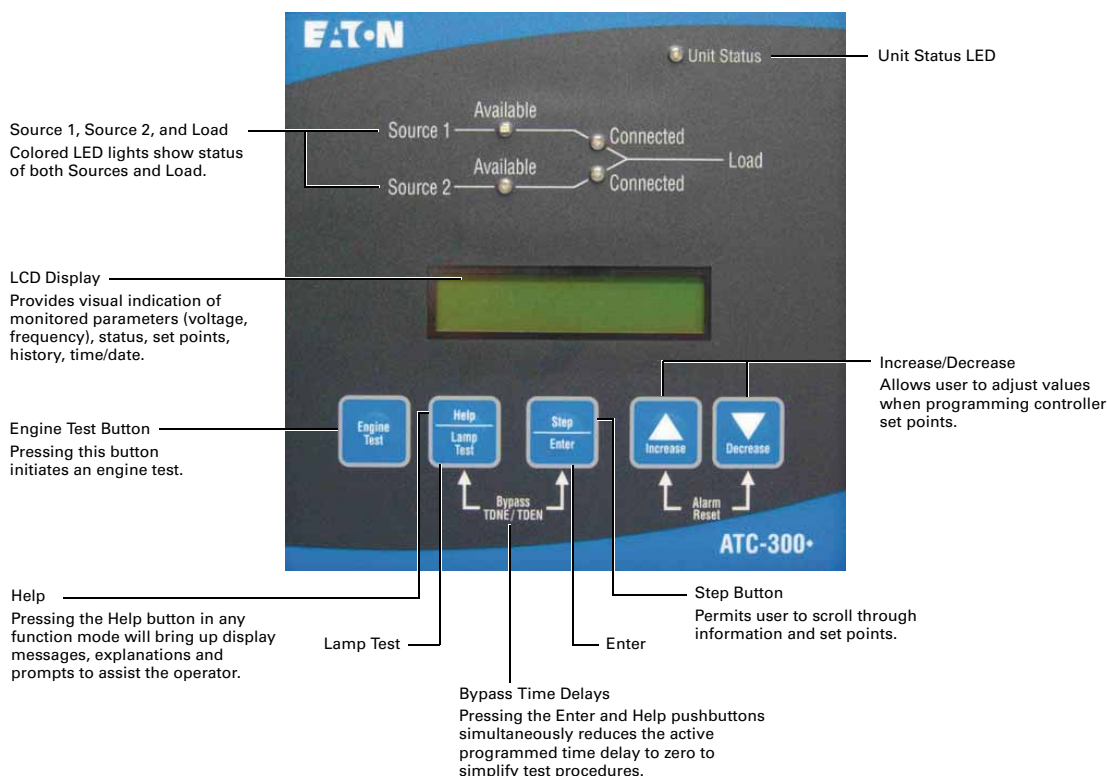 EATON
Unit Status
Unit Status LED
Source 1, Source 2, and Load
Colored LED lights show status
of both Sources and Load.
Available
Source 1
Connected
Load
Available
Source 2
Connected
LCD Display
Provides visual indication of
monitored parameters (voltage,
frequency), status, set points,
history, time/date.
Increase/Decrease
Allows user to adjust values
when programming controller
set points.
Engine Test Button
Pressing this button
initiates an engine test.
Engine
Test
Help
Lamp
Test
Step
Enter
Increase
Decrease
Bypass
TDNE / TDEN
Alarm
Reset
ATC-300+
Help
Pressing the Help button in any
function mode will bring up display
messages, explanations and
prompts to assist the operator.
Lamp Test
Enter
Step Button
Permits user to scroll through
information and set points.
Bypass Time Delays
Pressing the Enter and Help pushbuttons
simultaneously reduces the active
programmed time delay to zero to
simplify test procedures.